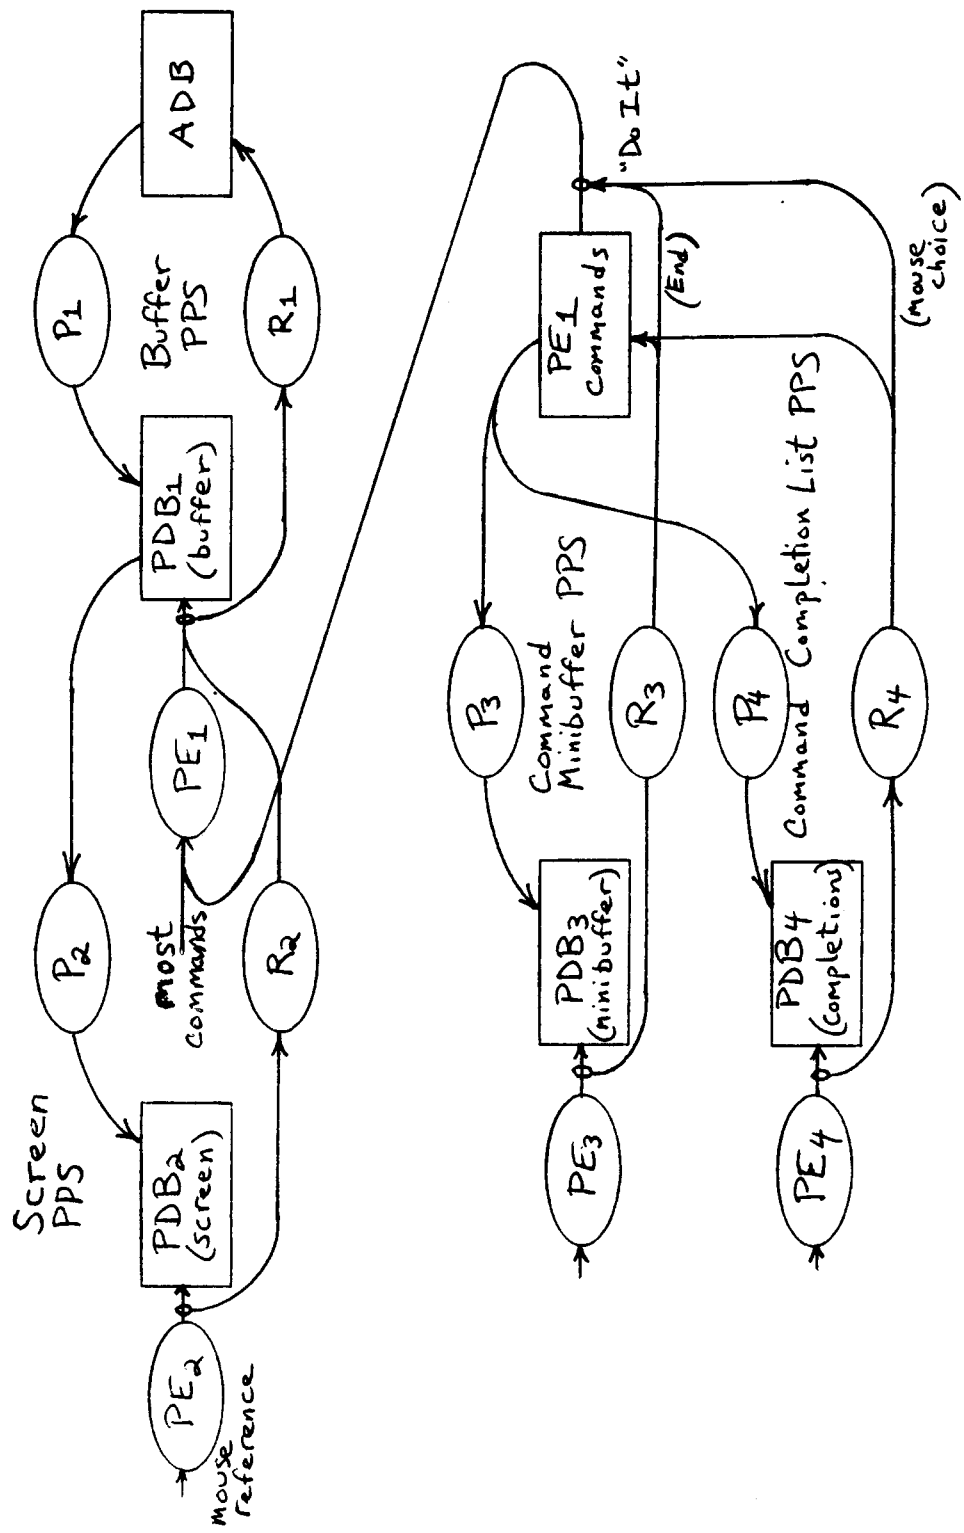 Screen
PPS
P2
P1
ADB
Buffer
PPS
mouse
reference
PE2
PDB2
(screen)
most
commands
PE1
PDB1
(buffer)
R2
R1
PE3
PDB3
(minibuffer)
P3
Command
Minibuffer PPS
R3
PE1
commands
"Do It"
(End)
PE4
PDB4
(completions)
P4
Command Completion List PPS
R4
(mouse
choice)